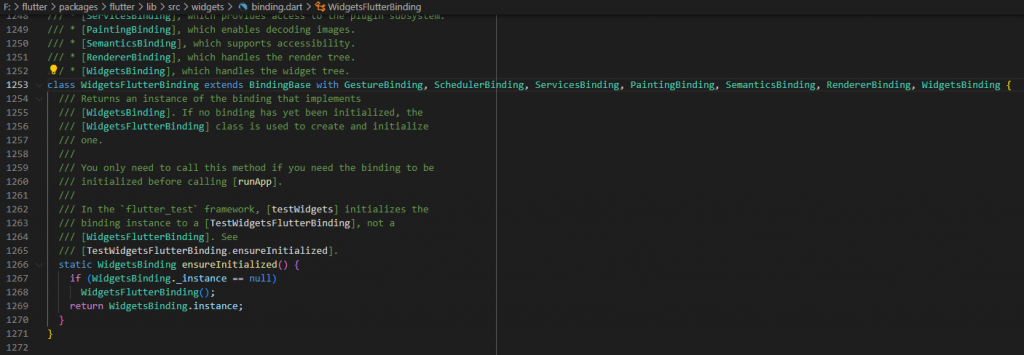 F: > flutter > packages > flutter > lib > src > widgets > binding.dart > WidgetsFlutterBinding
1248 /// * [ServicesBinding], which provides access to the plugin subsystem.
1249 /// * [PaintingBinding], which enables decoding images.
1250 /// * [SemanticsBinding], which supports accessibility.
1251 /// * [RendererBinding], which handles the render tree.
1252 / * [WidgetsBinding], which handles the widget tree.
1253 class WidgetsFlutterBinding extends BindingBase with GestureBinding, SchedulerBinding, ServicesBinding, PaintingBinding, SemanticsBinding, RendererBinding, WidgetsBinding {
1254 /// Returns an instance of the binding that implements
1255 /// [WidgetsBinding]. If no binding has yet been initialized, the
1256 /// [WidgetsFlutterBinding] class is used to create and initialize
1257 /// one.
1258 ///
1259 /// You only need to call this method if you need the binding to be
1260 /// initialized before calling [runApp].
1261 ///
1262 /// In the `flutter_test` framework, [testWidgets] initializes the
1263 /// binding instance to a [TestWidgetsFlutterBinding], not a
1264 /// [WidgetsFlutterBinding]. See
1265 /// [TestWidgetsFlutterBinding.ensureInitialized].
1266 static WidgetsBinding ensureInitialized() {
1267 if (WidgetsBinding._instance == null)
1268 WidgetsFlutterBinding();
1269 return WidgetsBinding.instance;
1270 }
1271 }
1272